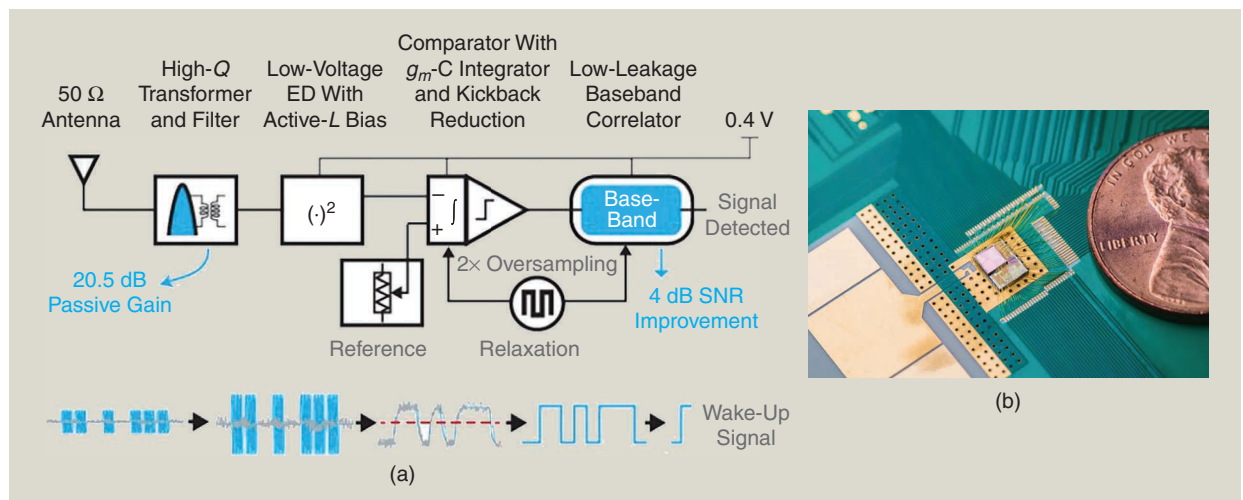 50 Ω
Antenna
High-Q
Transformer
and Filter
Low-Voltage
ED With
Active-L Bias
Comparator With
gm-C Integrator
and Kickback
Reduction
Low-Leakage
Baseband
Correlator
0.4 V
(·)²
−
∫
+
Base-
Band
Signal
Detected
20.5 dB
Passive Gain
2× Oversampling
4 dB SNR
Improvement
Reference
Relaxation
Wake-Up
Signal
(a)
IN GOD WE T
LIBERTY
(b)